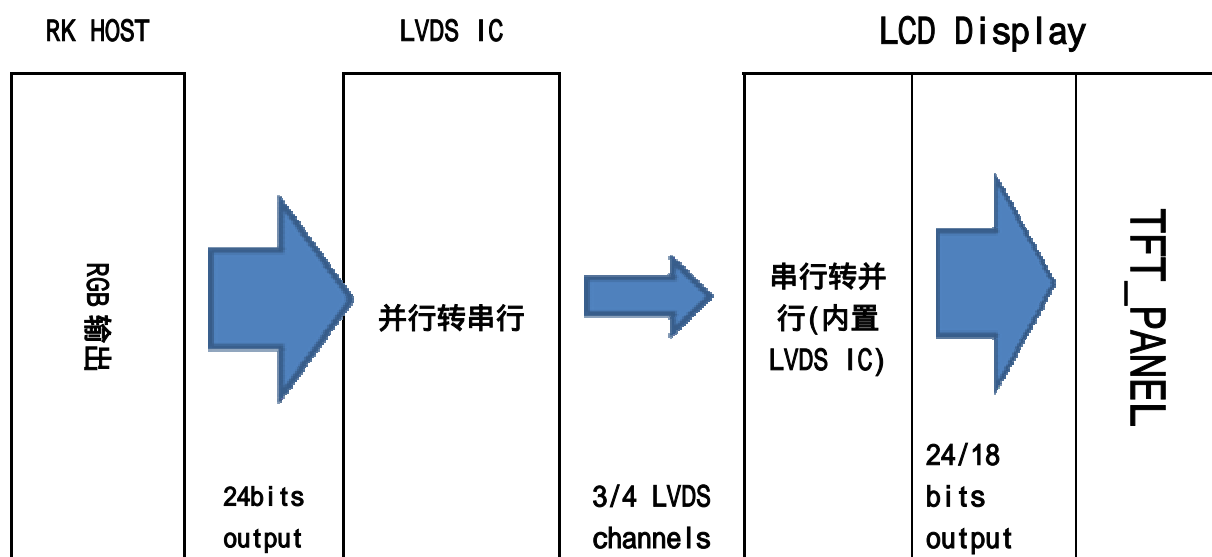 RK HOST
LVDS IC
LCD Display
RGB 输出
24bits
output
并行转串行
3/4 LVDS
channels
串行转并
行(内置
LVDS IC)
24/18
bits
output
TFT_PANEL